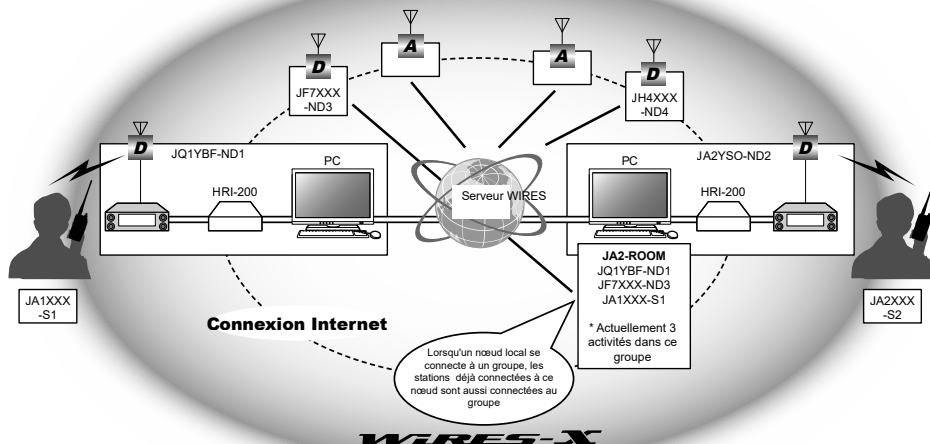 A
A
D
D
JF7XXX
-ND3
JH4XXX
-ND4
D
JQ1YBF-ND1
JA2YSO-ND2
D
PC
PC
HRI-200
HRI-200
Serveur WIRES
JA1XXX
-S1
JA2XXX
-S2
JA2-ROOM
JQ1YBF-ND1
JF7XXX-ND3
JA1XXX-S1
* Actuellement 3
activités dans ce
groupe
Connexion Internet
Lorsqu'un nœud local se
connecte à un groupe, les
stations déjà connectées à ce
nœud sont aussi connectées au
groupe
WiRES-X